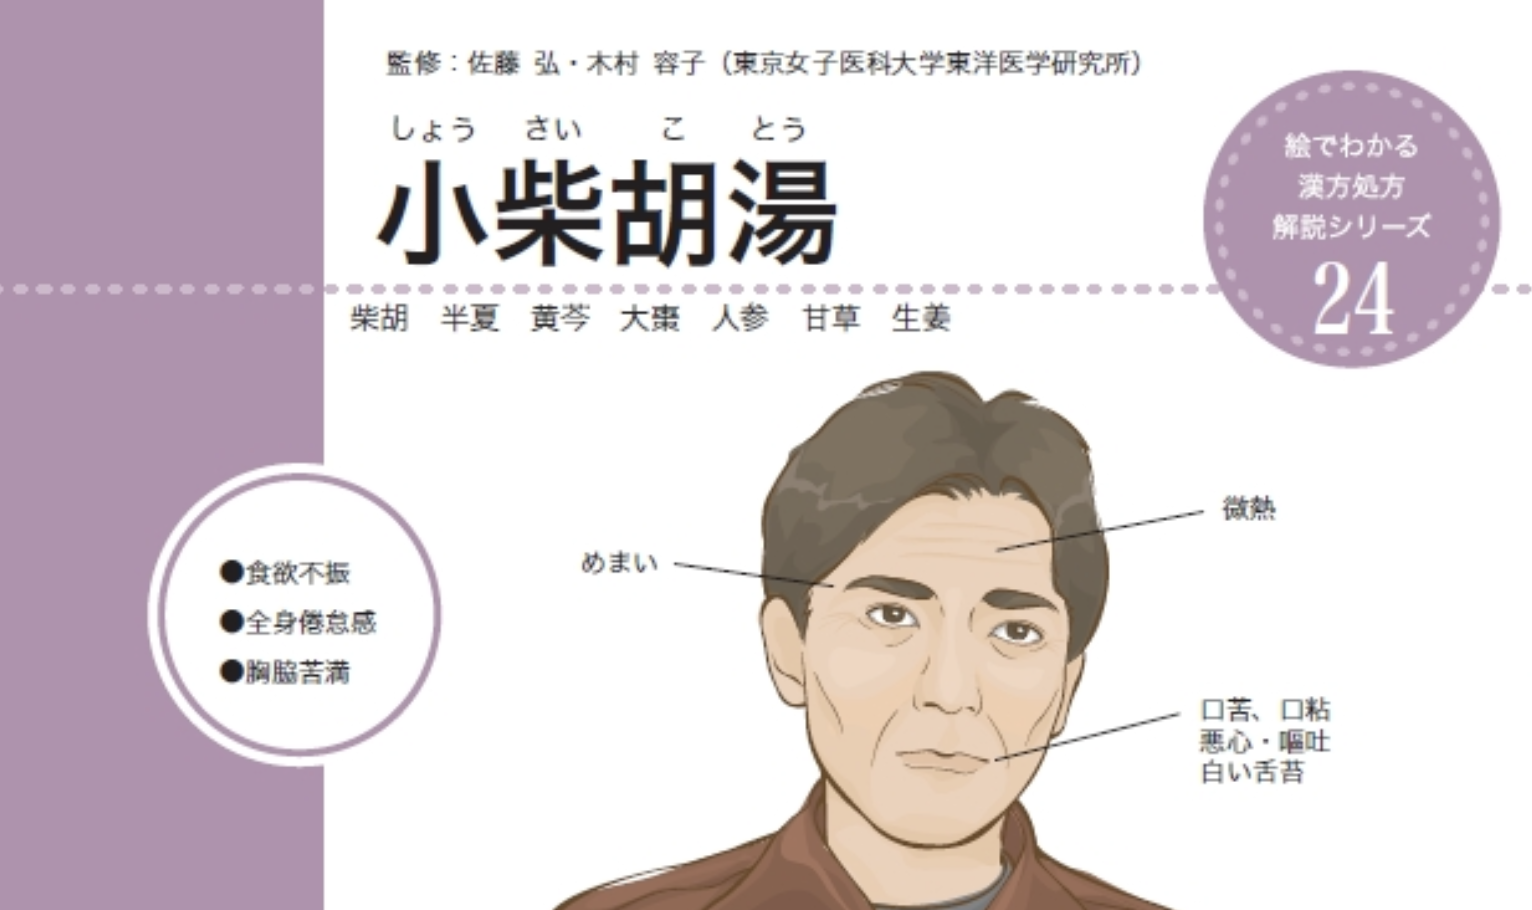 監修：佐藤 弘・木村 容子（東京女子医科大学東洋医学研究所）
しょう さい こ とう
小柴胡湯
柴胡 半夏 黄芩 大棗 人参 甘草 生姜
絵でわかる
漢方処方
解説シリーズ
24
微熱
めまい
●食欲不振
●全身倦怠感
●胸脇苦満
口苦、口粘
悪心・嘔吐
白い舌苔